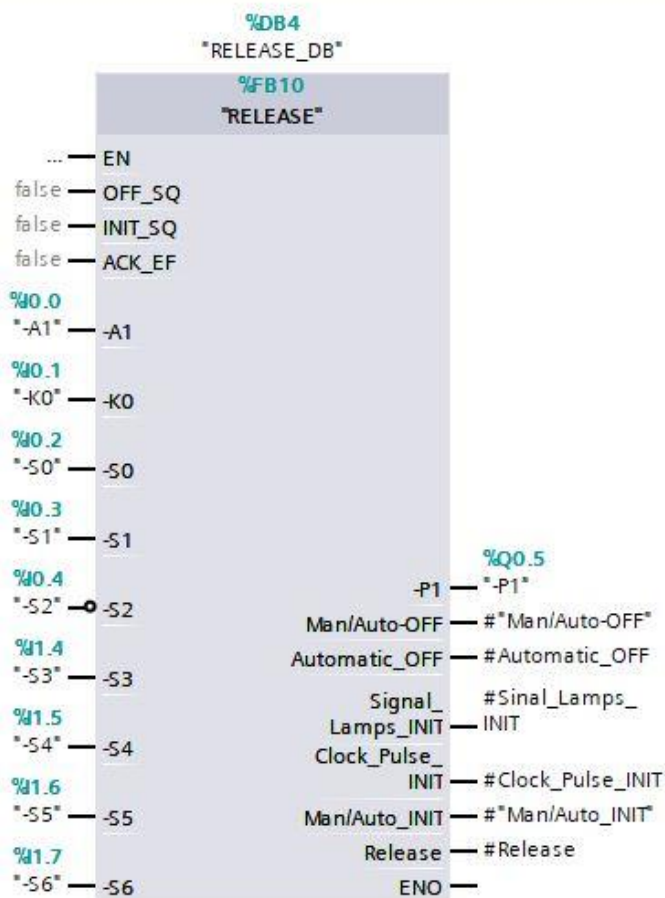 %DB4
"RELEASE_DB"
%FB10
"RELEASE"
... EN
false OFF_SQ
false INIT_SQ
false ACK_EF
%I0.0
"-A1" -A1
%I0.1
"-K0" -K0
%I0.2
"-S0" -S0
%I0.3
"-S1" -S1
%I0.4
"-S2" -S2
%I1.4
"-S3" -S3
%I1.5
"-S4" -S4
%I1.6
"-S5" -S5
%I1.7
"-S6" -S6
%Q0.5
-P1 "-P1"
Man/Auto-OFF #"Man/Auto-OFF"
Automatic_OFF #Automatic_OFF
Signal_ #Sinal_Lamps_
Lamps_INIT INIT
Clock_Pulse_
INIT #Clock_Pulse_INIT
Man/Auto_INIT #"Man/Auto_INIT"
Release #Release
ENO